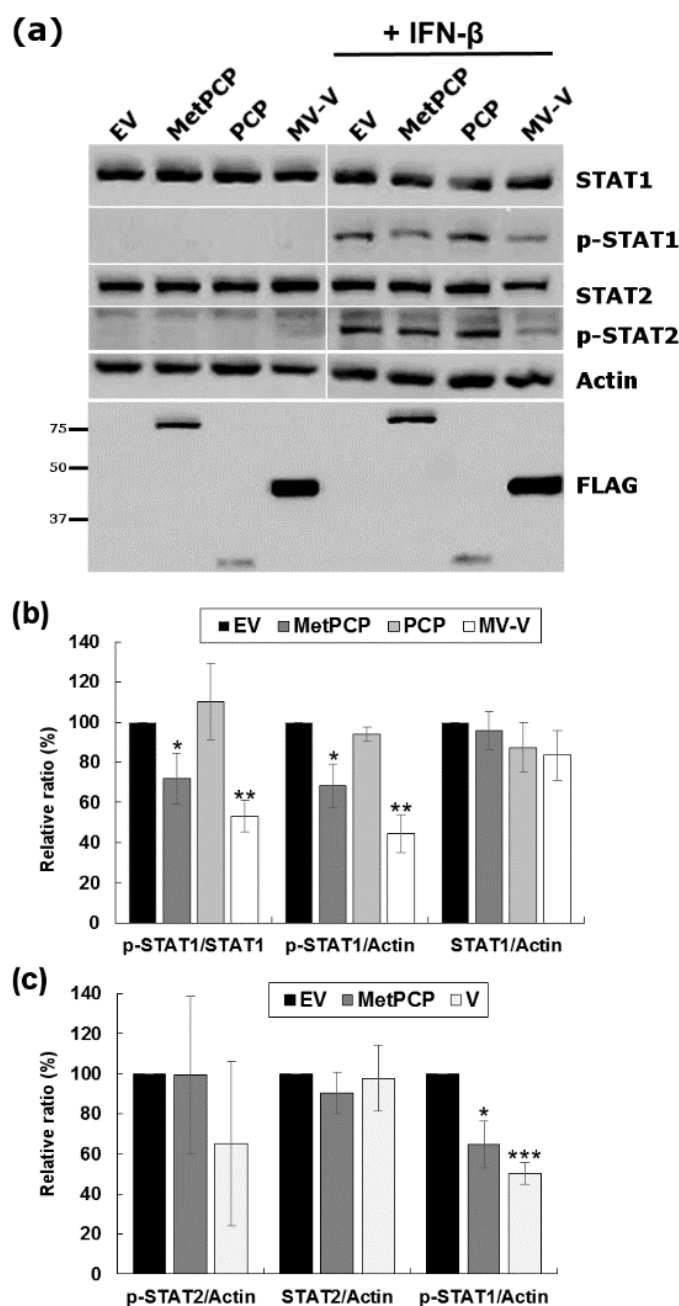 (a)
+ IFN-β
EV MetPCP PCP MV-V EV MetPCP PCP MV-V
STAT1
p-STAT1
STAT2
p-STAT2
Actin
75
50
FLAG
37
(b)
140
EV MetPCP PCP MV-V
120
100
80
60
40
20
0
Relative ratio (%)
* ** * **
p-STAT1/STAT1 p-STAT1/Actin STAT1/Actin
(c)
140
EV MetPCP V
120
100
80
60
40
20
0
Relative ratio (%)
* ***
p-STAT2/Actin STAT2/Actin p-STAT1/Actin